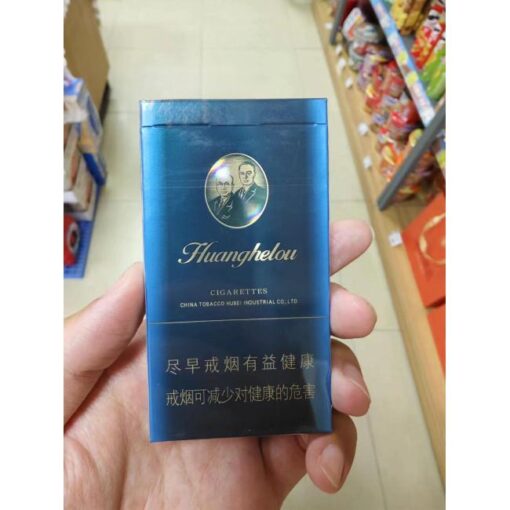 Huanghelou
CIGARETTES
CHINA TOBACCO HUBEI INDUSTRIAL CO., LTD
尽早戒烟有益健康
戒烟可减少对健康的危害